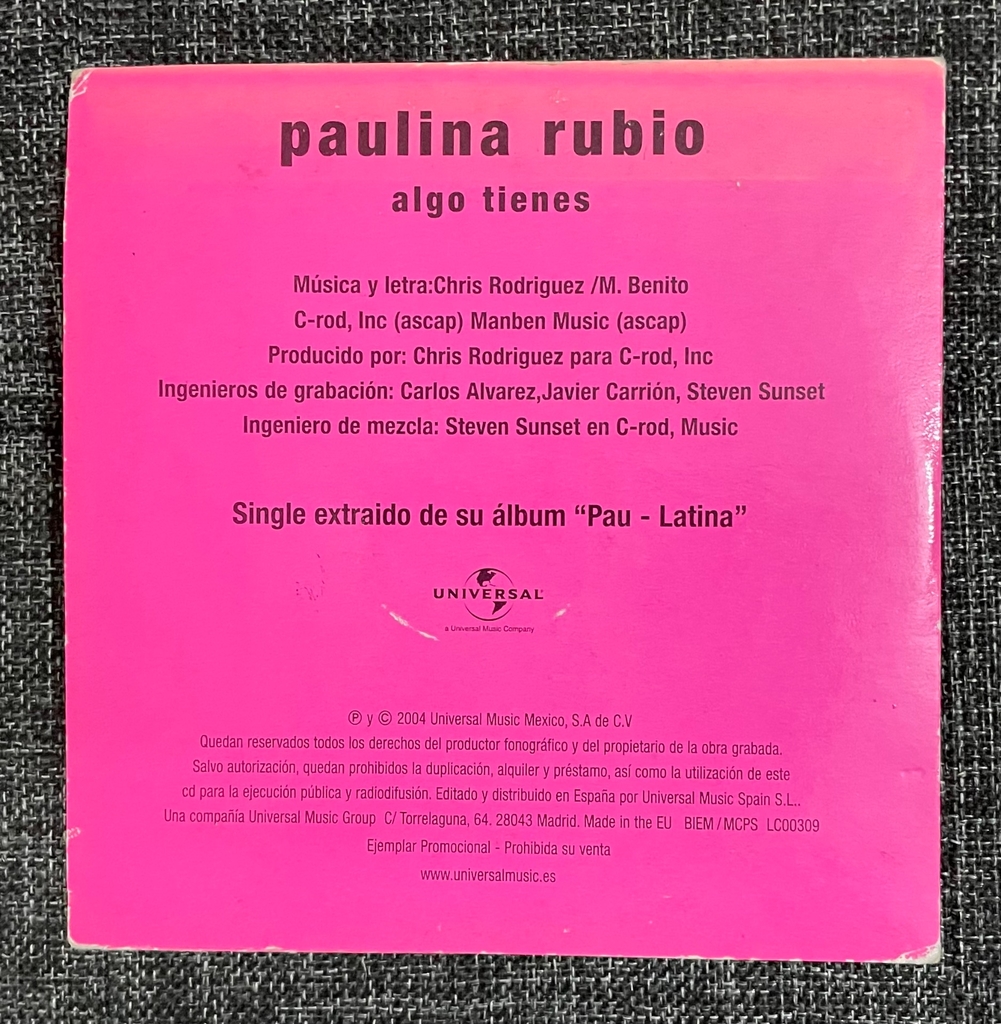 paulina rubio
algo tienes
Música y letra:Chris Rodriguez /M. Benito
C-rod, Inc (ascap) Manben Music (ascap)
Producido por: Chris Rodriguez para C-rod, Inc
Ingenieros de grabación: Carlos Alvarez,Javier Carrión, Steven Sunset
Ingeniero de mezcla: Steven Sunset en C-rod, Music
Single extraido de su álbum “Pau - Latina”
UNIVERSAL
a Universal Music Company
℗ y © 2004 Universal Music Mexico, S.A de C.V
Quedan reservados todos los derechos del productor fonográfico y del propietario de la obra grabada.
Salvo autorización, quedan prohibidos la duplicación, alquiler y préstamo, así como la utilización de este
cd para la ejecución pública y radiodifusión. Editado y distribuido en España por Universal Music Spain S.L..
Una compañía Universal Music Group C/ Torrelaguna, 64. 28043 Madrid. Made in the EU BIEM / MCPS LC00309
Ejemplar Promocional - Prohibida su venta
www.universalmusic.es